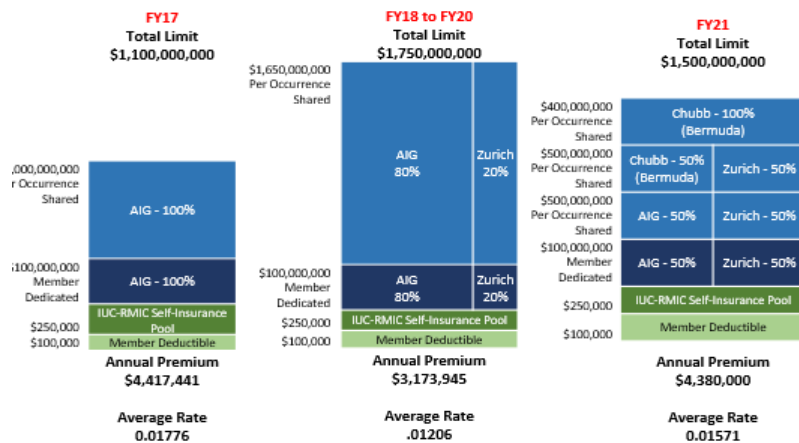 FY17
Total Limit
$1,100,000,000
,000,000,000
r Occurrence
Shared
AIG - 100%
$100,000,000
Member
Dedicated
AIG - 100%
$250,000
IUC-RMIC Self-Insurance
Pool
$100,000
Member Deductible
Annual Premium
$4,417,441
Average Rate
0.01776
FY18 to FY20
Total Limit
$1,750,000,000
$1,650,000,000
Per Occurrence
Shared
AIG
80%
Zurich
20%
$100,000,000
Member
Dedicated
AIG
80%
Zurich
20%
$250,000
IUC-RMIC Self-Insurance Pool
$100,000
Member Deductible
Annual Premium
$3,173,945
Average Rate
.01206
FY21
Total Limit
$1,500,000,000
$400,000,000
Per Occurrence
Shared
Chubb - 100%
(Bermuda)
$500,000,000
Per Occurrence
Shared
Chubb - 50%
(Bermuda)
Zurich - 50%
$500,000,000
Per Occurrence
Shared
AIG - 50%
Zurich - 50%
$100,000,000
Member
Dedicated
AIG - 50%
Zurich - 50%
$250,000
IUC-RMIC Self-Insurance Pool
$100,000
Member Deductible
Annual Premium
$4,380,000
Average Rate
0.01571